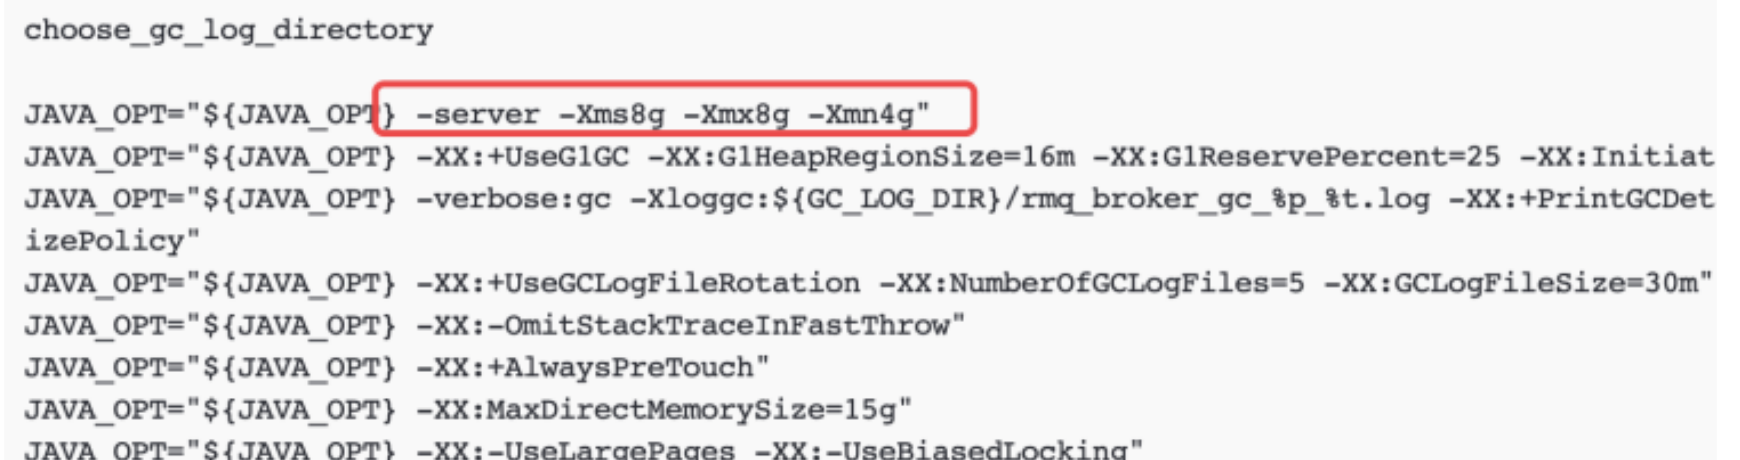 choose_gc_log_directory
JAVA_OPT="${JAVA_OPT} -server -Xms8g -Xmx8g -Xmn4g"
JAVA_OPT="${JAVA_OPT} -XX:+UseG1GC -XX:G1HeapRegionSize=16m -XX:G1ReservePercent=25 -XX:Initiat
JAVA_OPT="${JAVA_OPT} -verbose:gc -Xloggc:${GC_LOG_DIR}/rmq_broker_gc_%p_%t.log -XX:+PrintGCDet
izePolicy"
JAVA_OPT="${JAVA_OPT} -XX:+UseGCLogFileRotation -XX:NumberOfGCLogFiles=5 -XX:GCLogFileSize=30m"
JAVA_OPT="${JAVA_OPT} -XX:-OmitStackTraceInFastThrow"
JAVA_OPT="${JAVA_OPT} -XX:+AlwaysPreTouch"
JAVA_OPT="${JAVA_OPT} -XX:MaxDirectMemorySize=15g"
JAVA_OPT="${JAVA_OPT} -XX:-UseLargePages -XX:-UseBiasedLocking"